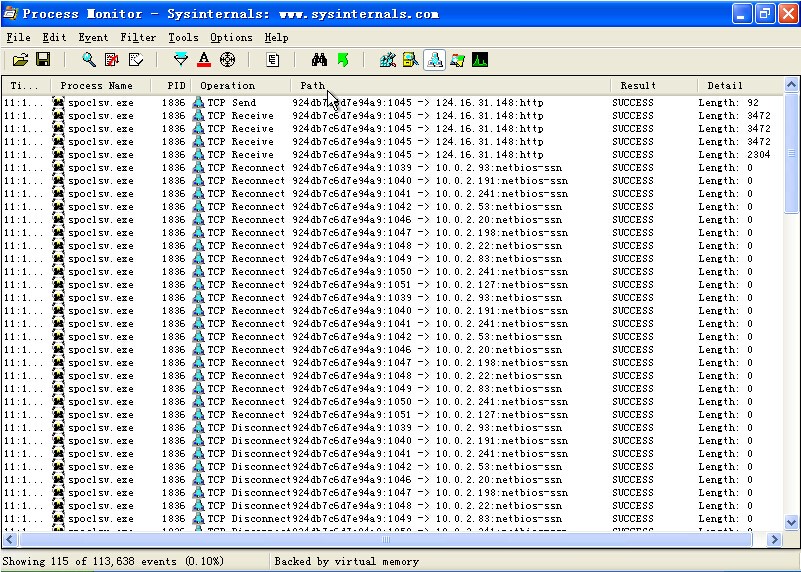 Process Monitor - Sysinternals: www.sysinternals.com
File Edit Event Filter Tools Options Help
Ti... Process Name PID Operation Path Result Detail
11:1... spoclsv.exe 1836 TCP Send 924db7c6d7e94a9:1045 -> 124.16.31.148:http SUCCESS Length: 92
11:1... spoclsv.exe 1836 TCP Receive 924db7c6d7e94a9:1045 -> 124.16.31.148:http SUCCESS Length: 3472
11:1... spoclsv.exe 1836 TCP Receive 924db7c6d7e94a9:1045 -> 124.16.31.148:http SUCCESS Length: 3472
11:1... spoclsv.exe 1836 TCP Receive 924db7c6d7e94a9:1045 -> 124.16.31.148:http SUCCESS Length: 3472
11:1... spoclsv.exe 1836 TCP Receive 924db7c6d7e94a9:1045 -> 124.16.31.148:http SUCCESS Length: 2304
11:1... spoclsv.exe 1836 TCP Reconnect 924db7c6d7e94a9:1039 -> 10.0.2.93:netbios-ssn SUCCESS Length: 0
11:1... spoclsv.exe 1836 TCP Reconnect 924db7c6d7e94a9:1040 -> 10.0.2.191:netbios-ssn SUCCESS Length: 0
11:1... spoclsv.exe 1836 TCP Reconnect 924db7c6d7e94a9:1041 -> 10.0.2.241:netbios-ssn SUCCESS Length: 0
11:1... spoclsv.exe 1836 TCP Reconnect 924db7c6d7e94a9:1042 -> 10.0.2.53:netbios-ssn SUCCESS Length: 0
11:1... spoclsv.exe 1836 TCP Reconnect 924db7c6d7e94a9:1046 -> 10.0.2.20:netbios-ssn SUCCESS Length: 0
11:1... spoclsv.exe 1836 TCP Reconnect 924db7c6d7e94a9:1047 -> 10.0.2.198:netbios-ssn SUCCESS Length: 0
11:1... spoclsv.exe 1836 TCP Reconnect 924db7c6d7e94a9:1048 -> 10.0.2.22:netbios-ssn SUCCESS Length: 0
11:1... spoclsv.exe 1836 TCP Reconnect 924db7c6d7e94a9:1049 -> 10.0.2.83:netbios-ssn SUCCESS Length: 0
11:1... spoclsv.exe 1836 TCP Reconnect 924db7c6d7e94a9:1050 -> 10.0.2.241:netbios-ssn SUCCESS Length: 0
11:1... spoclsv.exe 1836 TCP Reconnect 924db7c6d7e94a9:1051 -> 10.0.2.127:netbios-ssn SUCCESS Length: 0
11:1... spoclsv.exe 1836 TCP Reconnect 924db7c6d7e94a9:1039 -> 10.0.2.93:netbios-ssn SUCCESS Length: 0
11:1... spoclsv.exe 1836 TCP Reconnect 924db7c6d7e94a9:1040 -> 10.0.2.191:netbios-ssn SUCCESS Length: 0
11:1... spoclsv.exe 1836 TCP Reconnect 924db7c6d7e94a9:1041 -> 10.0.2.241:netbios-ssn SUCCESS Length: 0
11:1... spoclsv.exe 1836 TCP Reconnect 924db7c6d7e94a9:1042 -> 10.0.2.53:netbios-ssn SUCCESS Length: 0
11:1... spoclsv.exe 1836 TCP Reconnect 924db7c6d7e94a9:1046 -> 10.0.2.20:netbios-ssn SUCCESS Length: 0
11:1... spoclsv.exe 1836 TCP Reconnect 924db7c6d7e94a9:1047 -> 10.0.2.198:netbios-ssn SUCCESS Length: 0
11:1... spoclsv.exe 1836 TCP Reconnect 924db7c6d7e94a9:1048 -> 10.0.2.22:netbios-ssn SUCCESS Length: 0
11:1... spoclsv.exe 1836 TCP Reconnect 924db7c6d7e94a9:1049 -> 10.0.2.83:netbios-ssn SUCCESS Length: 0
11:1... spoclsv.exe 1836 TCP Reconnect 924db7c6d7e94a9:1050 -> 10.0.2.241:netbios-ssn SUCCESS Length: 0
11:1... spoclsv.exe 1836 TCP Reconnect 924db7c6d7e94a9:1051 -> 10.0.2.127:netbios-ssn SUCCESS Length: 0
11:1... spoclsv.exe 1836 TCP Disconnect 924db7c6d7e94a9:1039 -> 10.0.2.93:netbios-ssn SUCCESS Length: 0
11:1... spoclsv.exe 1836 TCP Disconnect 924db7c6d7e94a9:1040 -> 10.0.2.191:netbios-ssn SUCCESS Length: 0
11:1... spoclsv.exe 1836 TCP Disconnect 924db7c6d7e94a9:1041 -> 10.0.2.241:netbios-ssn SUCCESS Length: 0
11:1... spoclsv.exe 1836 TCP Disconnect 924db7c6d7e94a9:1042 -> 10.0.2.53:netbios-ssn SUCCESS Length: 0
11:1... spoclsv.exe 1836 TCP Disconnect 924db7c6d7e94a9:1046 -> 10.0.2.20:netbios-ssn SUCCESS Length: 0
11:1... spoclsv.exe 1836 TCP Disconnect 924db7c6d7e94a9:1047 -> 10.0.2.198:netbios-ssn SUCCESS Length: 0
11:1... spoclsv.exe 1836 TCP Disconnect 924db7c6d7e94a9:1048 -> 10.0.2.22:netbios-ssn SUCCESS Length: 0
11:1... spoclsv.exe 1836 TCP Disconnect 924db7c6d7e94a9:1049 -> 10.0.2.83:netbios-ssn SUCCESS Length: 0
Showing 115 of 113,638 events (0.10%) Backed by virtual memory